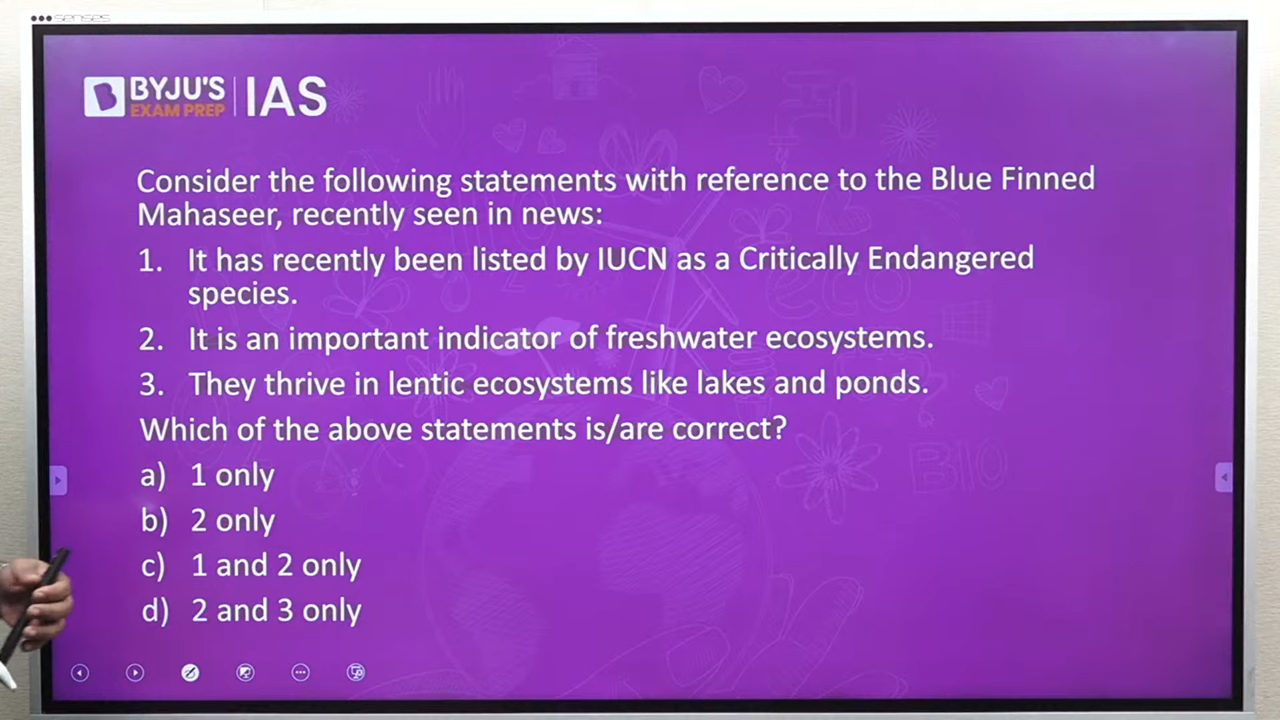 senses
BYJU'S
EXAM PREP
IAS
Consider the following statements with reference to the Blue Finned
Mahaseer, recently seen in news:
1. It has recently been listed by IUCN as a Critically Endangered
species.
2. It is an important indicator of freshwater ecosystems.
3. They thrive in lentic ecosystems like lakes and ponds.
Which of the above statements is/are correct?
a) 1 only
b) 2 only
c) 1 and 2 only
d) 2 and 3 only
eco
BIO